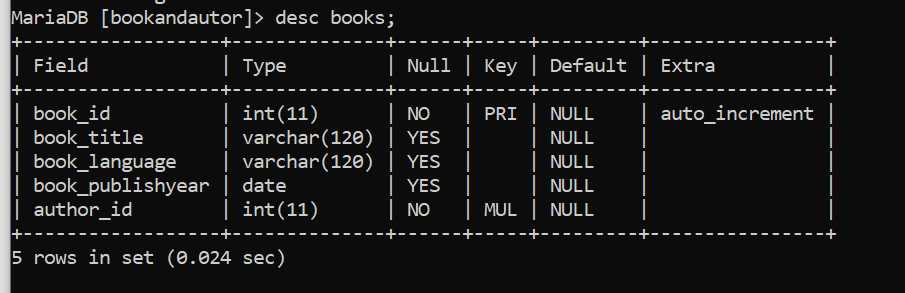 MariaDB [bookandautor]> desc books;
+------------------+--------------+------+-----+---------+----------------+
| Field            | Type         | Null | Key | Default | Extra          |
+------------------+--------------+------+-----+---------+----------------+
| book_id          | int(11)      | NO   | PRI | NULL    | auto_increment |
| book_title       | varchar(120) | YES  |     | NULL    |                |
| book_language    | varchar(120) | YES  |     | NULL    |                |
| book_publishyear | date         | YES  |     | NULL    |                |
| author_id        | int(11)      | NO   | MUL | NULL    |                |
+------------------+--------------+------+-----+---------+----------------+
5 rows in set (0.024 sec)